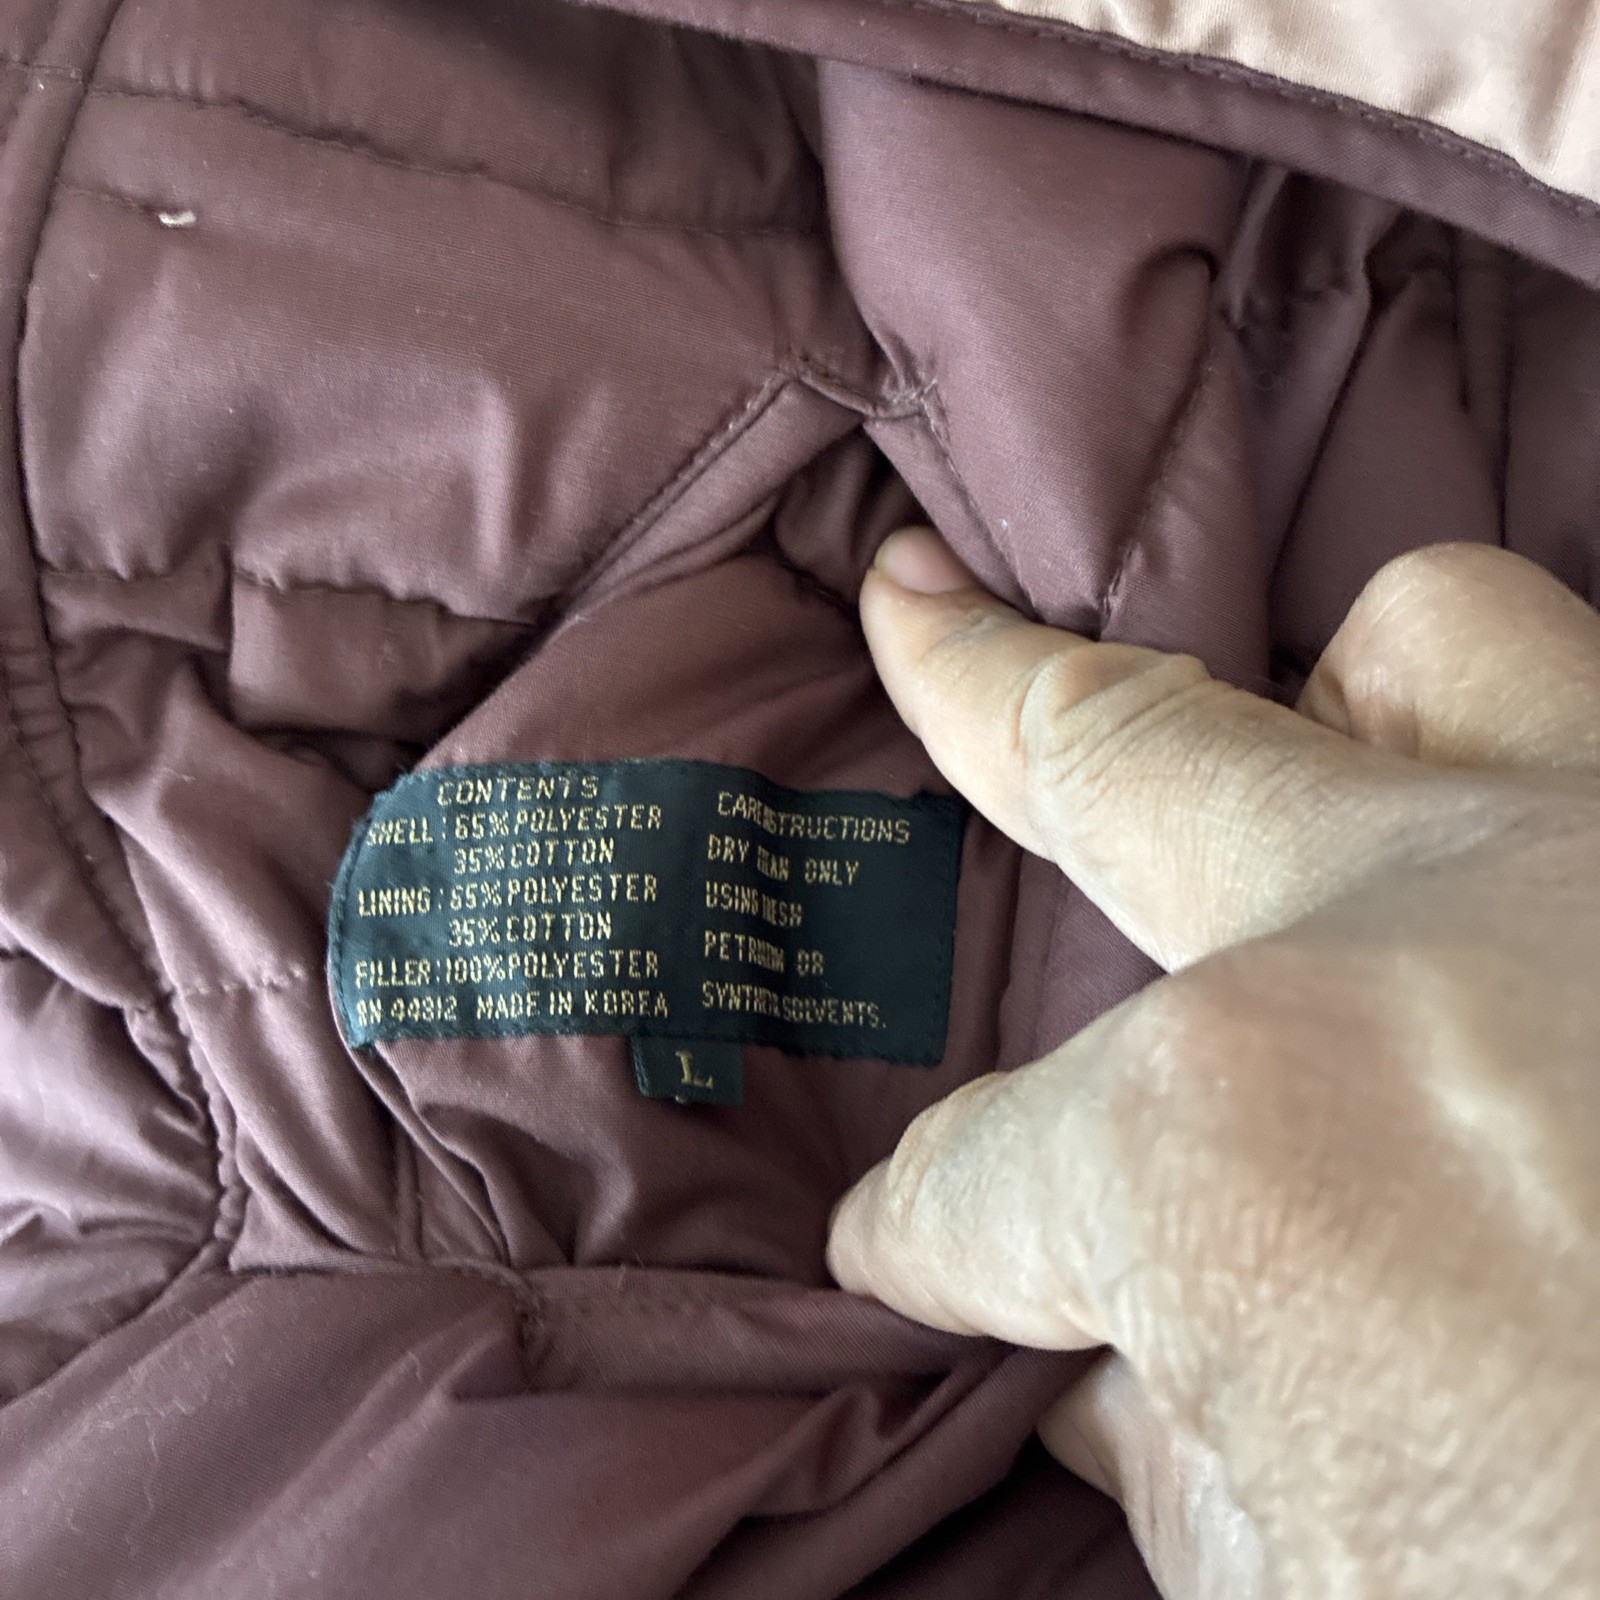 CONTENTS
SHELL: 65% POLYESTER
35% COTTON
LINING: 65% POLYESTER
35% COTTON
FILLER: 100% POLYESTER
RN 44312 MADE IN KOREA
CARE INSTRUCTIONS
DRY CLEAN ONLY
USING FRESH
PETROLEUM OR
SYNTHETIC SOLVENTS.
L